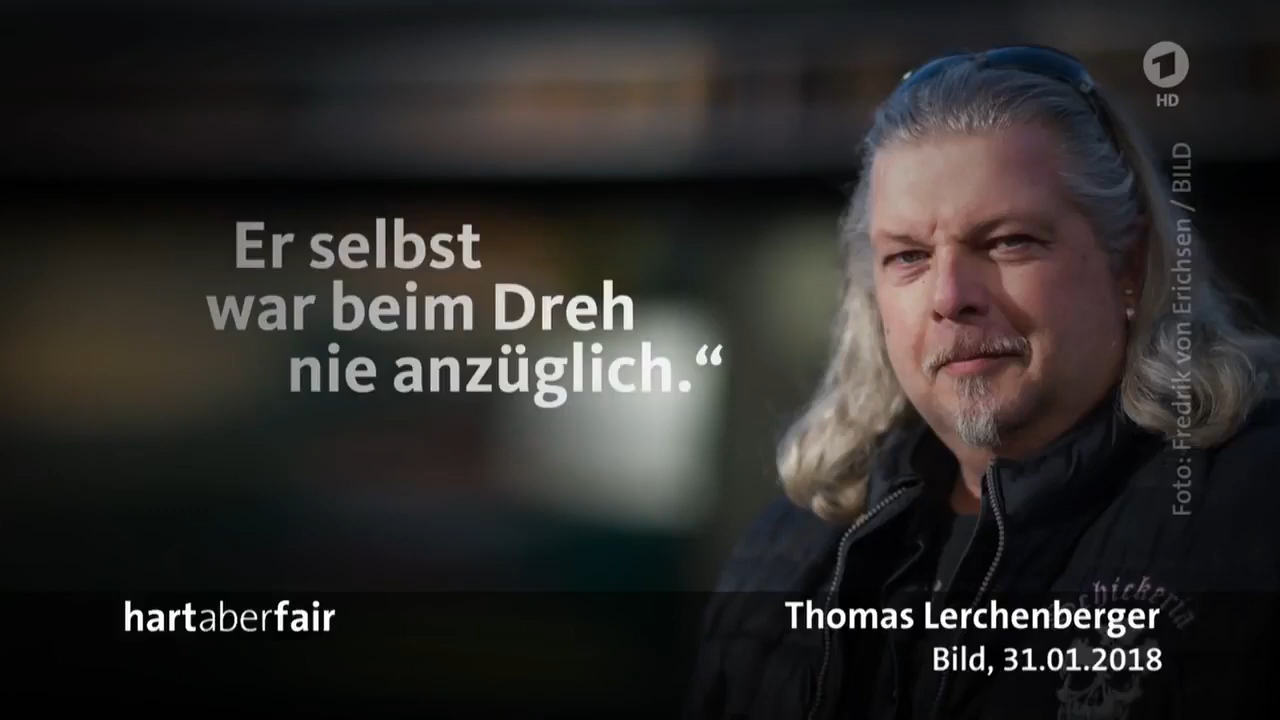 HD
Er selbst
war beim Dreh
nie anzüglich.“
Foto: Fredrik von Erichsen / BILD
hartaberfair
Thomas Lerchenberger
Bild, 31.01.2018